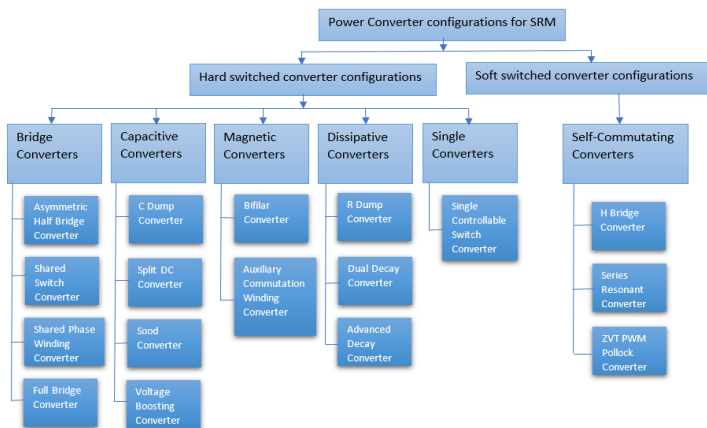 Power Converter configurations for SRM
Hard switched converter configurations
Soft switched converter configurations
Bridge
Converters
Capacitive
Converters
Magnetic
Converters
Dissipative
Converters
Single
Converters
Self-Commutating
Converters
Asymmetric
Half Bridge
Converter
Shared
Switch
Converter
Shared Phase
Winding
Converter
Full Bridge
Converter
C Dump
Converter
Split DC
Converter
Sood
Converter
Voltage
Boosting
Converter
Bifilar
Converter
Auxiliary
Commutation
Winding
Converter
R Dump
Converter
Dual Decay
Converter
Advanced
Decay
Converter
Single
Controllable
Switch
Converter
H Bridge
Converter
Series
Resonant
Converter
ZVT PWM
Pollock
Converter